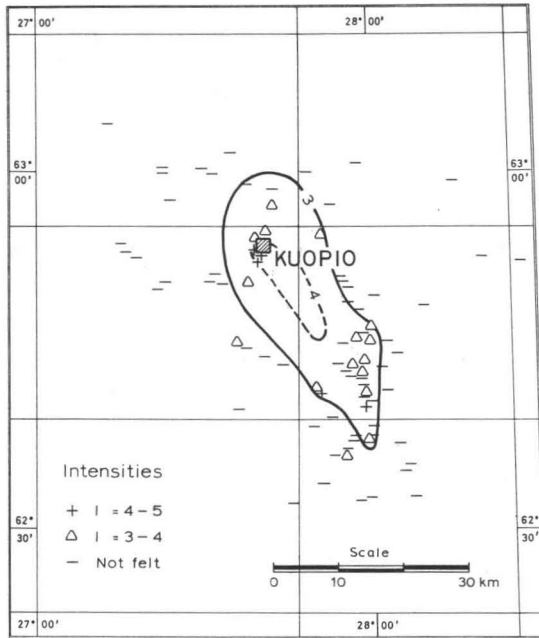 27° 00' 28° 00'
63° 63°
00' 00'
3
KUOPIO
4
Intensities
+ I = 4-5
△ I = 3-4
— Not felt
62° 62°
30' 30'
Scale
0 10 30 km
27° 00' 28° 00'